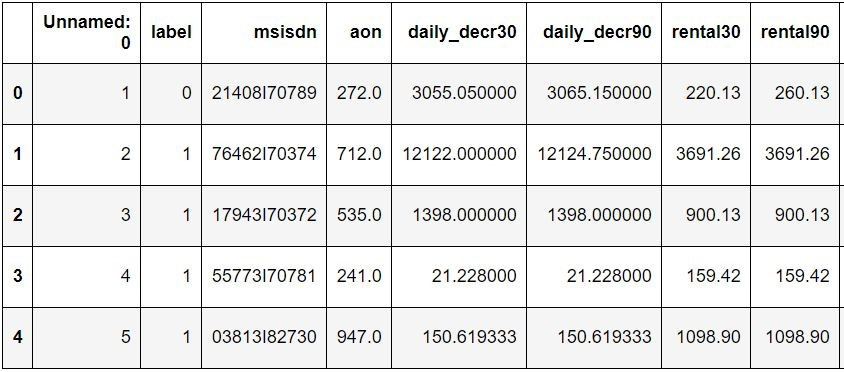 Unnamed: 0 label msisdn aon daily_decr30 daily_decr90 rental30 rental90
0 1 0 21408I70789 272.0 3055.050000 3065.150000 220.13 260.13
1 2 1 76462I70374 712.0 12122.000000 12124.750000 3691.26 3691.26
2 3 1 17943I70372 535.0 1398.000000 1398.000000 900.13 900.13
3 4 1 55773I70781 241.0 21.228000 21.228000 159.42 159.42
4 5 1 03813I82730 947.0 150.619333 150.619333 1098.90 1098.90